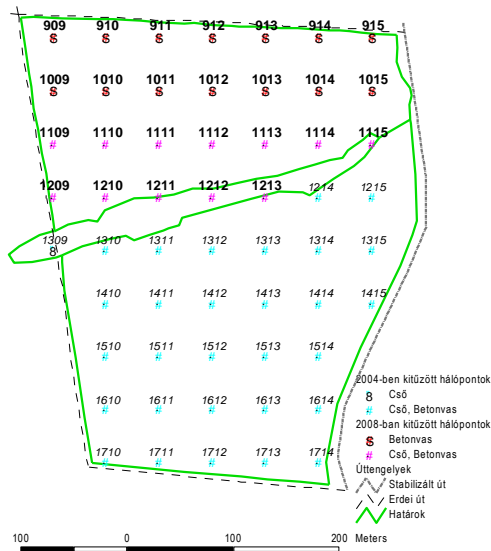 909 910 911 912 913 914 915
1009 1010 1011 1012 1013 1014 1015
1109 1110 1111 1112 1113 1114 1115
1209 1210 1211 1212 1213 1214 1215
1309 1310 1311 1312 1313 1314 1315
1410 1411 1412 1413 1414 1415
1510 1511 1512 1513 1514
1610 1611 1612 1613 1614
1710 1711 1712 1713 1714
2004-ben kitűzött hálópontok
Cső
Cső, Betonvas
2008-ban kitűzött hálópontok
Betonvas
Cső, Betonvas
Úttengelyek
Stabilizált út
Erdei út
Határok
100 0 100 200 Meters